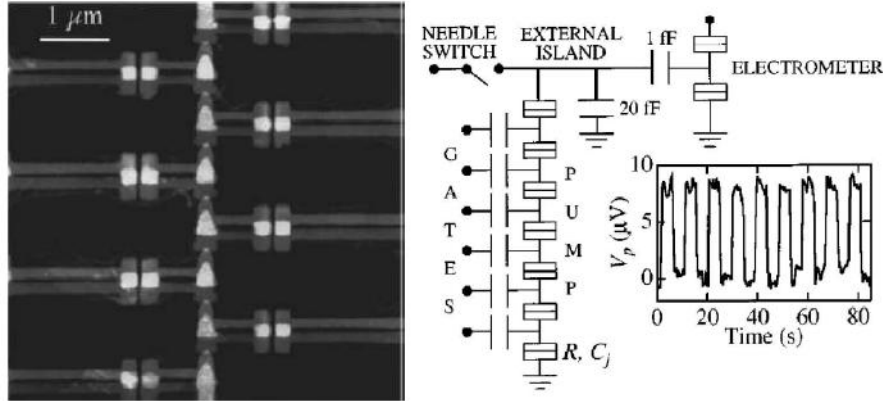 1 µm
NEEDLE
SWITCH
EXTERNAL
ISLAND
1 fF
ELECTROMETER
20 fF
G
A
T
E
S
P
U
M
P
R, Cj
Vp (µV)
10
5
0
0 20 40 60 80
Time (s)